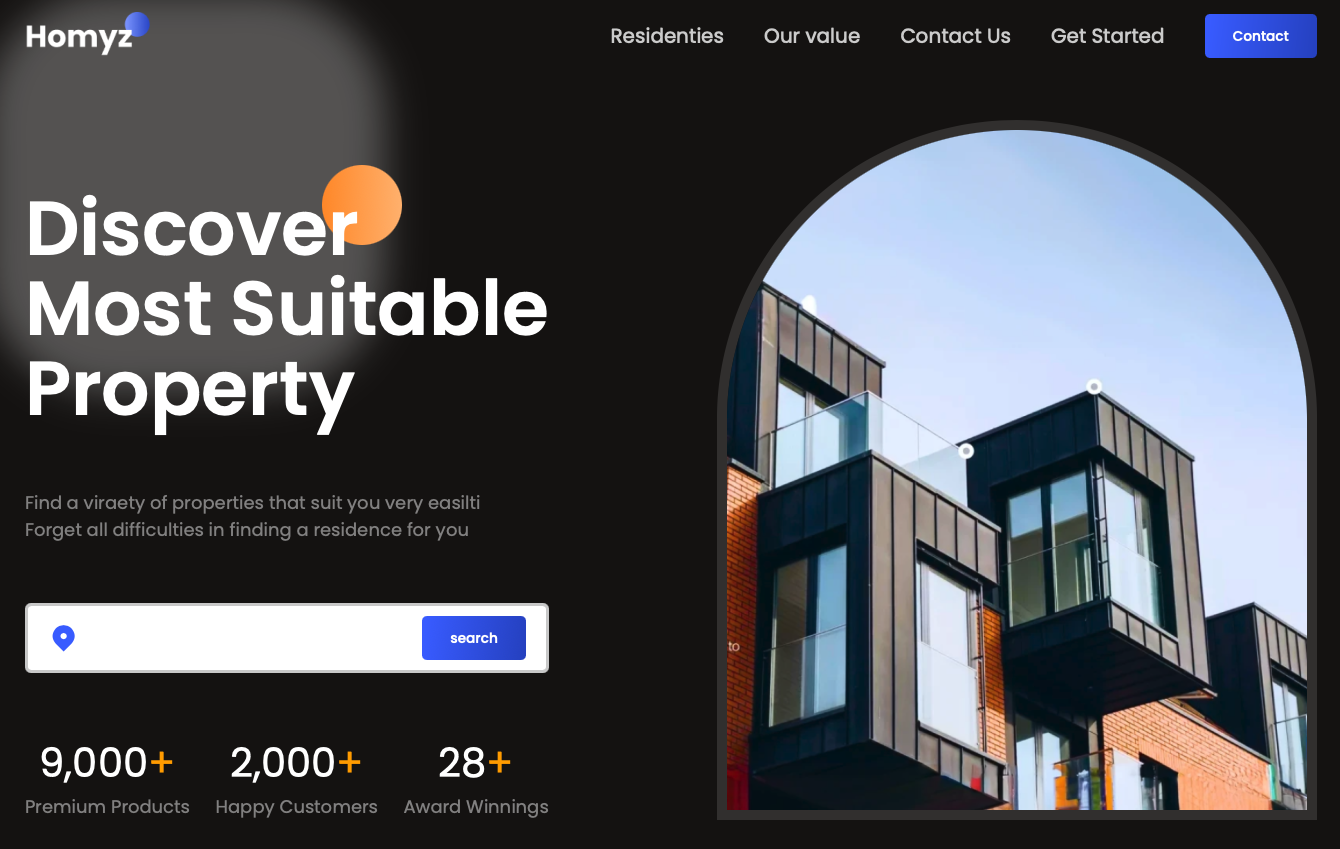 Homyz
Residenties
Our value
Contact Us
Get Started
Contact
Discover
Most Suitable
Property
Find a viraety of properties that suit you very easilti
Forget all difficulties in finding a residence for you
search
to
9,000+
2,000+
28+
Premium Products
Happy Customers
Award Winnings